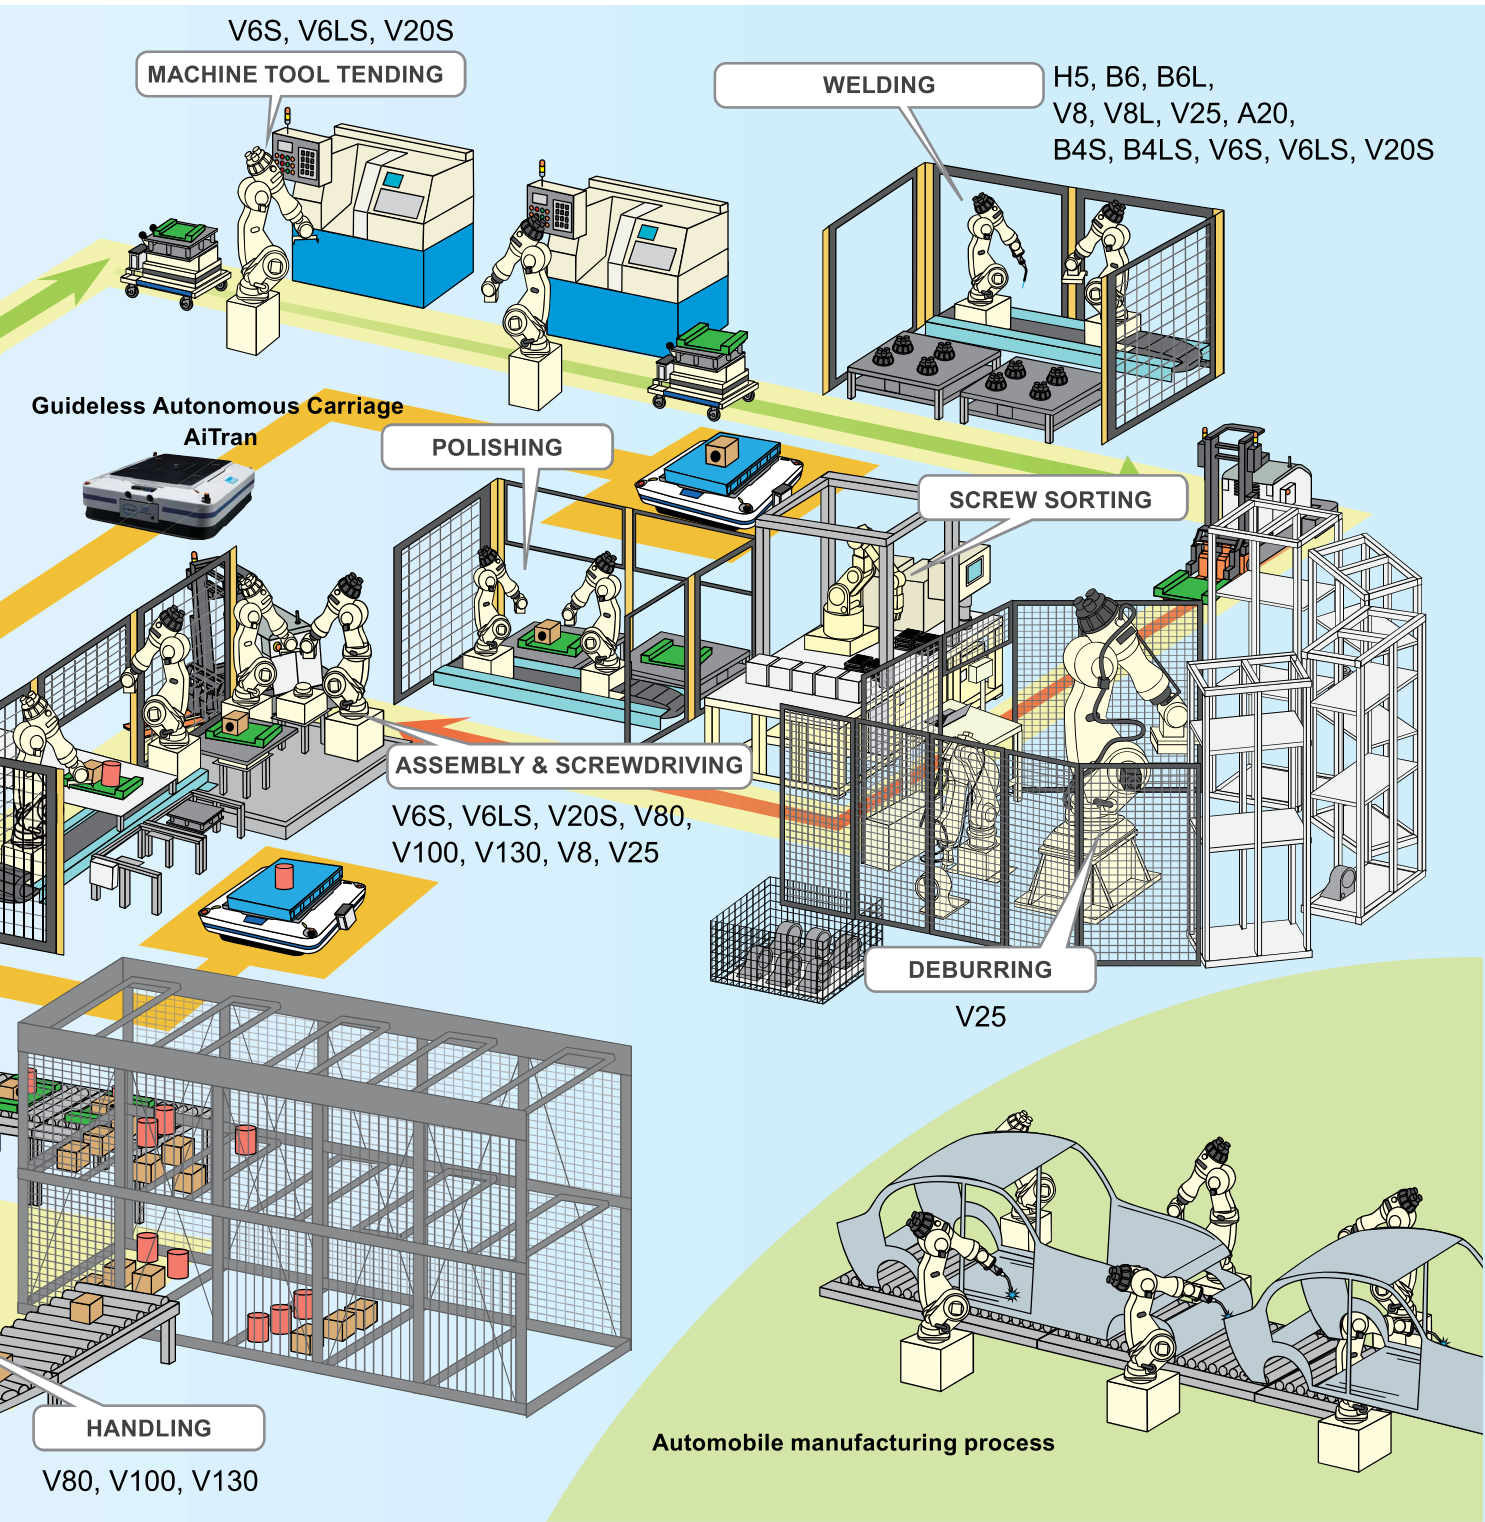 V6S, V6LS, V20S
MACHINE TOOL TENDING
WELDING
H5, B6, B6L,
V8, V8L, V25, A20,
B4S, B4LS, V6S, V6LS, V20S
Guideless Autonomous Carriage
AiTran
POLISHING
SCREW SORTING
ASSEMBLY & SCREWDRIVING
V6S, V6LS, V20S, V80,
V100, V130, V8, V25
DEBURRING
V25
HANDLING
V80, V100, V130
Automobile manufacturing process